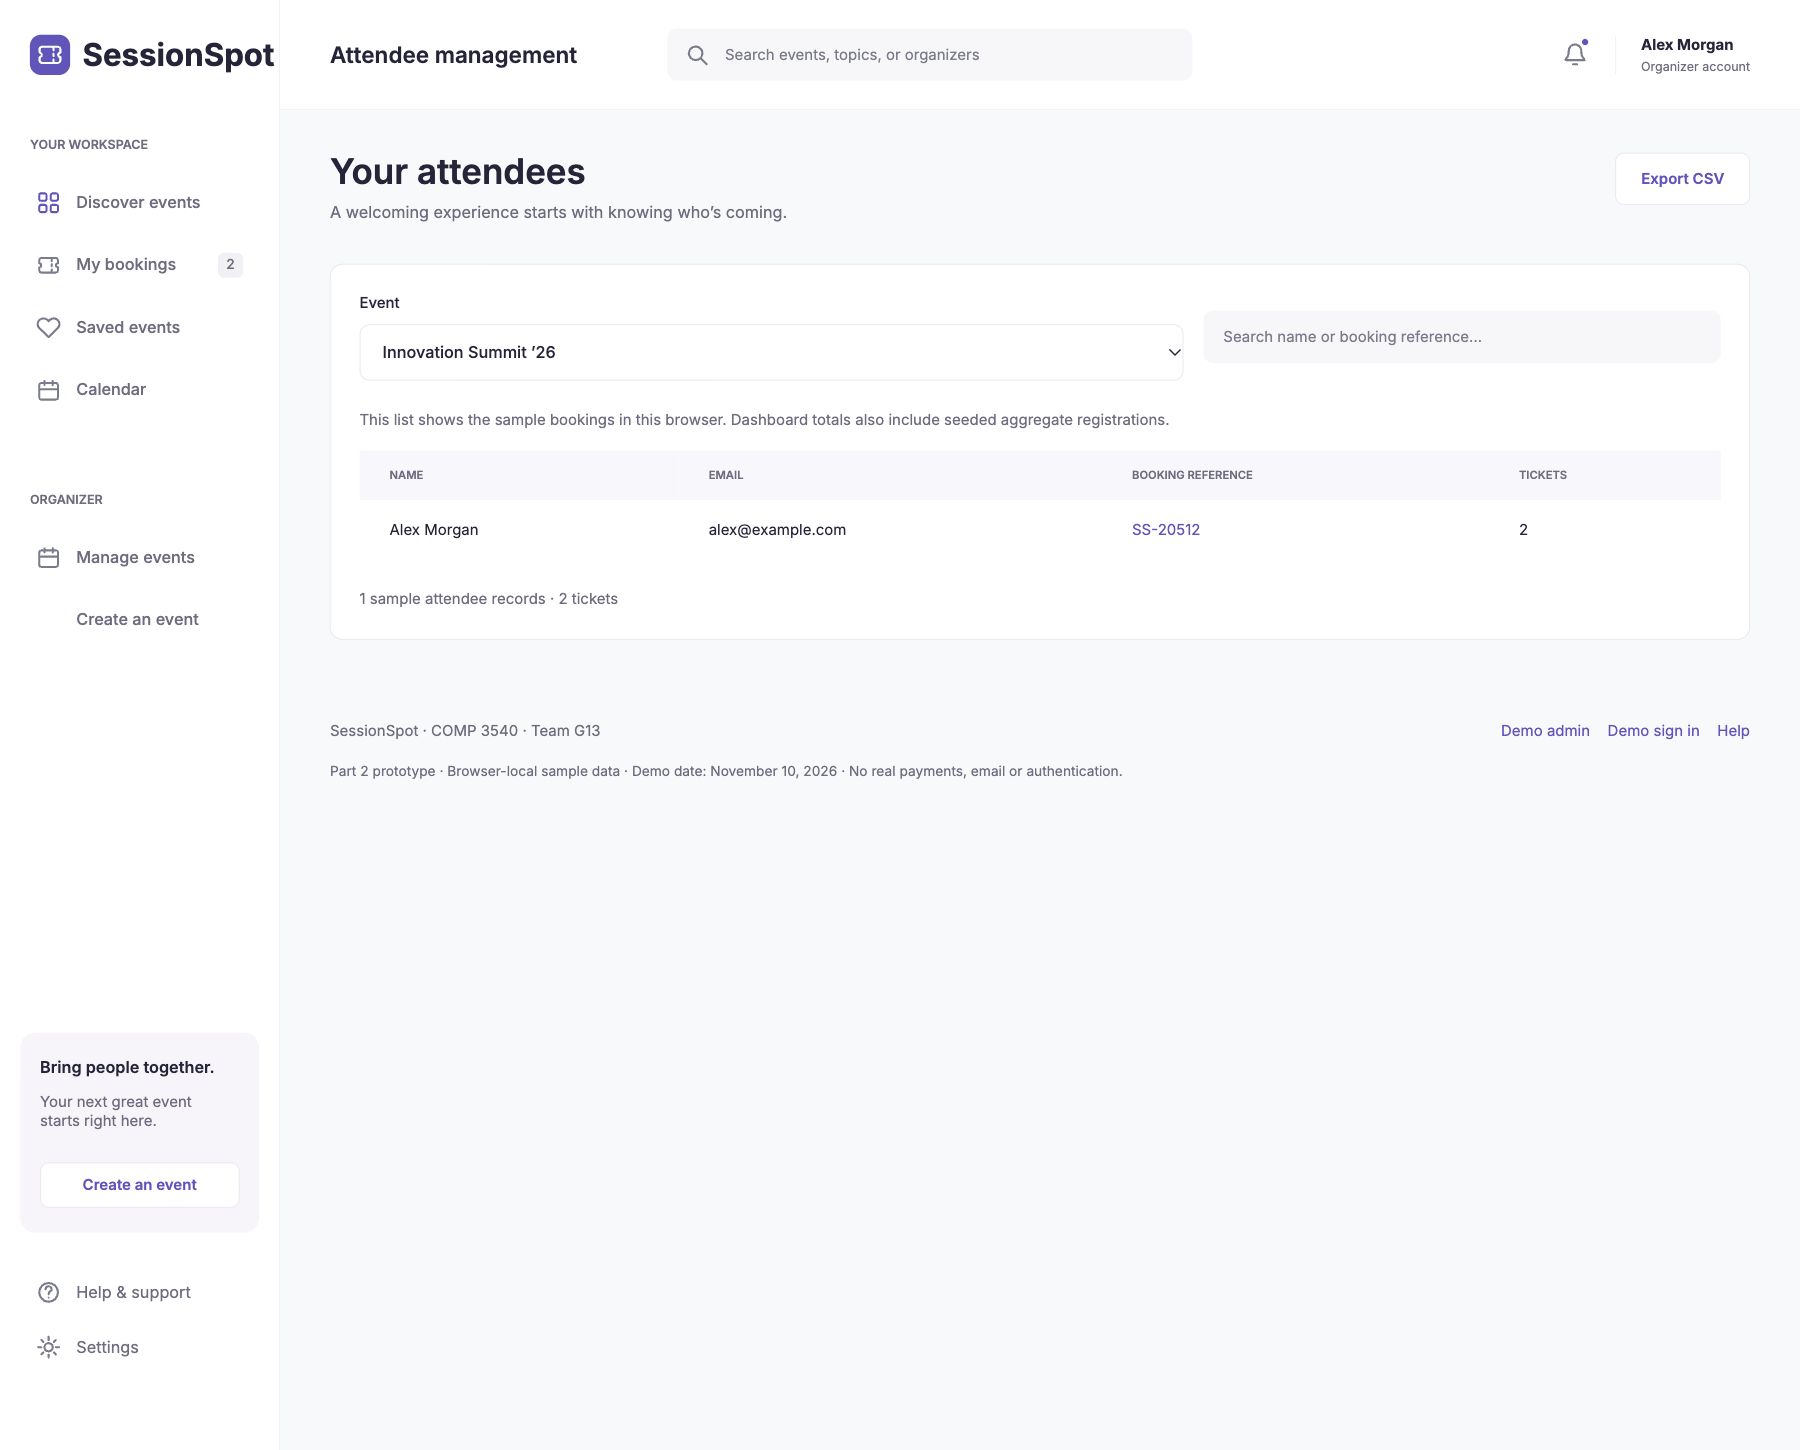 SessionSpot
Attendee management
Search events, topics, or organizers
Alex Morgan
Organizer account
YOUR WORKSPACE
Discover events
My bookings 2
Saved events
Calendar
ORGANIZER
Manage events
Create an event
Bring people together.
Your next great event
starts right here.
Create an event
Help & support
Settings
Your attendees
A welcoming experience starts with knowing who’s coming.
Export CSV
Event
Innovation Summit ’26
Search name or booking reference...
This list shows the sample bookings in this browser. Dashboard totals also include seeded aggregate registrations.
NAME EMAIL BOOKING REFERENCE TICKETS
Alex Morgan alex@example.com SS-20512 2
1 sample attendee records · 2 tickets
SessionSpot · COMP 3540 · Team G13
Demo admin Demo sign in Help
Part 2 prototype · Browser-local sample data · Demo date: November 10, 2026 · No real payments, email or authentication.